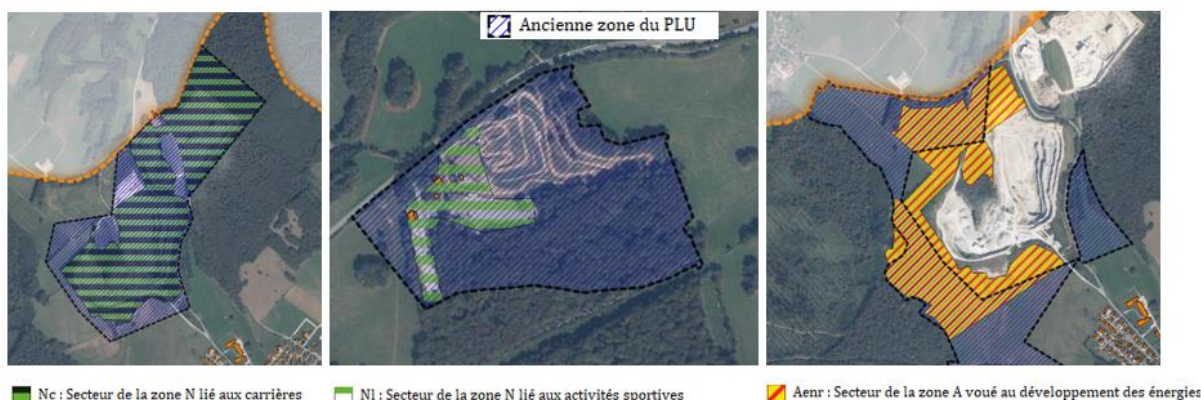 Ancienne zone du PLU
Nc : Secteur de la zone N lié aux carrières
Nl : Secteur de la zone N lié aux activités sportives
Aenr : Secteur de la zone A voué au développement des énergies